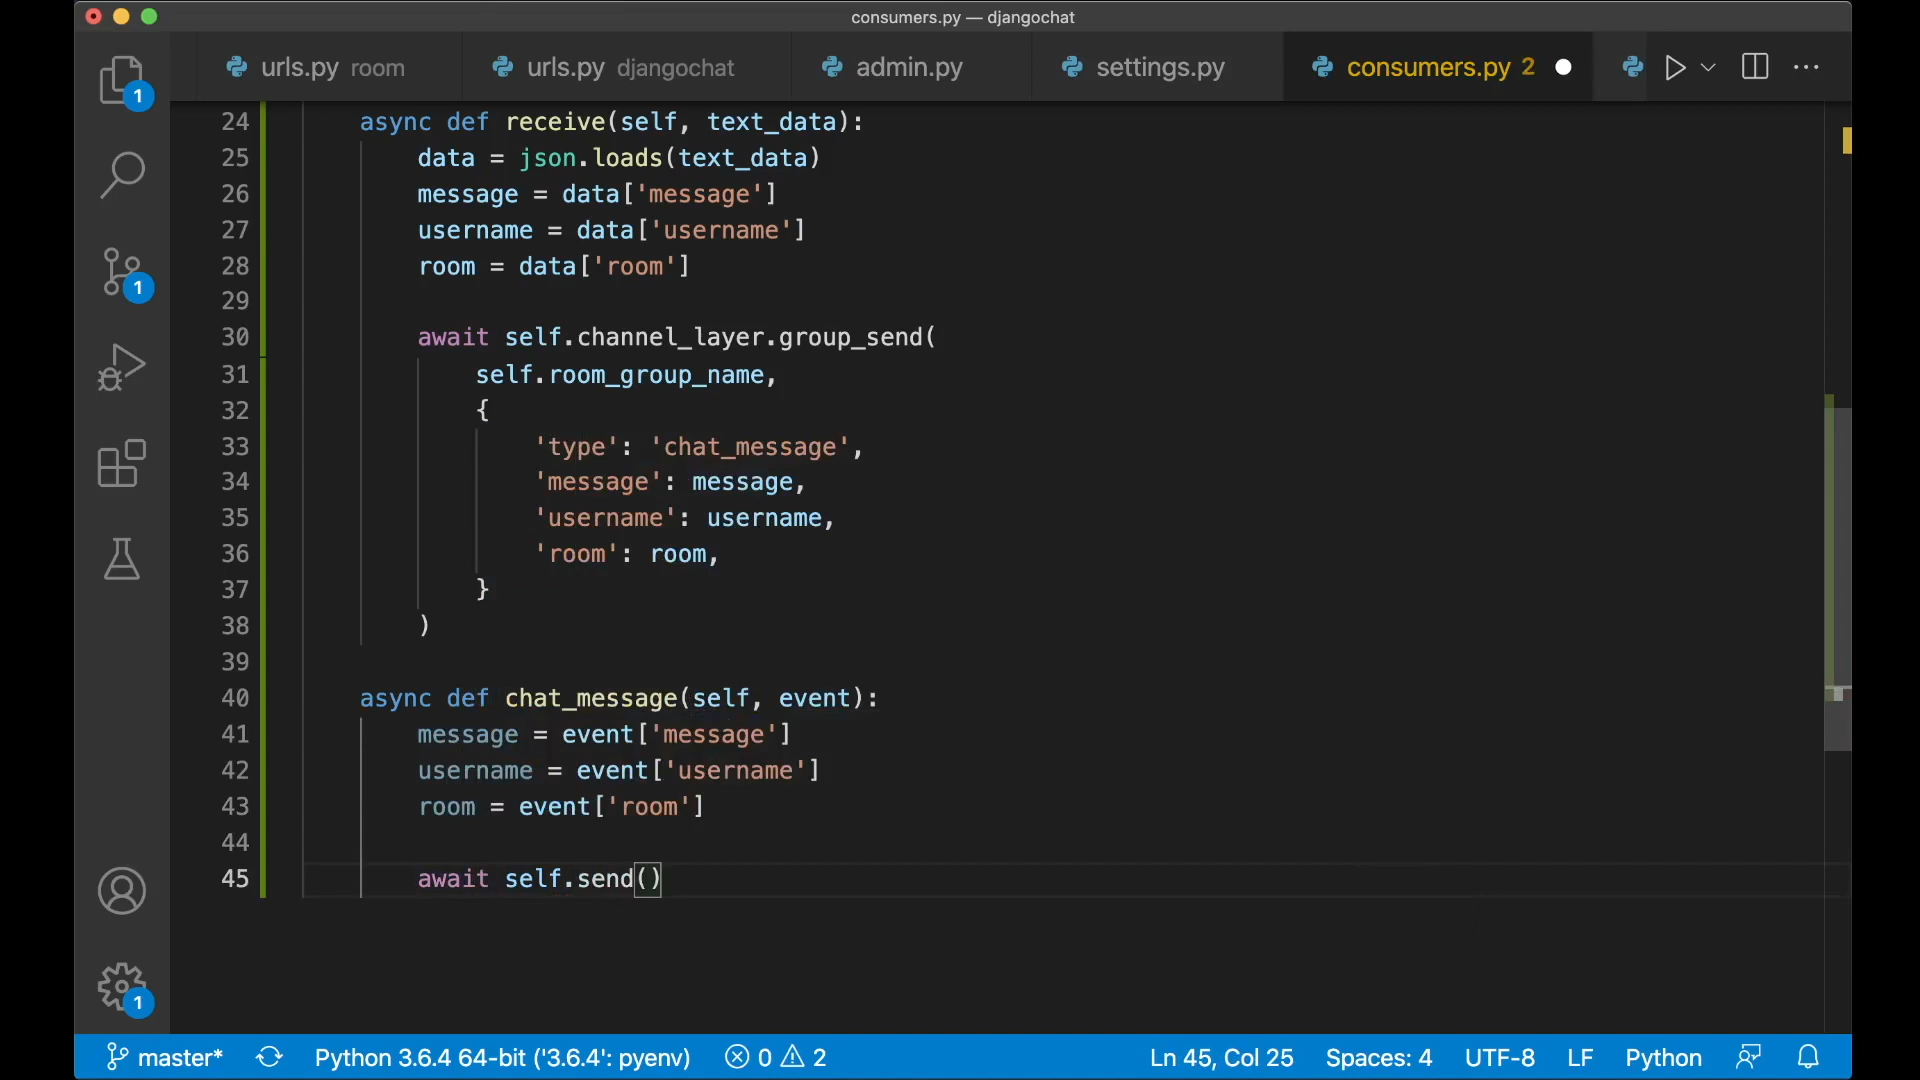 consumers.py — djangochat
urls.py room urls.py djangochat admin.py settings.py consumers.py 2
1
1
1
24 async def receive(self, text_data):
25 data = json.loads(text_data)
26 message = data['message']
27 username = data['username']
28 room = data['room']
29
30 await self.channel_layer.group_send(
31 self.room_group_name,
32 {
33 'type': 'chat_message',
34 'message': message,
35 'username': username,
36 'room': room,
37 }
38 )
39
40 async def chat_message(self, event):
41 message = event['message']
42 username = event['username']
43 room = event['room']
44
45 await self.send()
master* Python 3.6.4 64-bit ('3.6.4': pyenv) 0 2 Ln 45, Col 25 Spaces: 4 UTF-8 LF Python